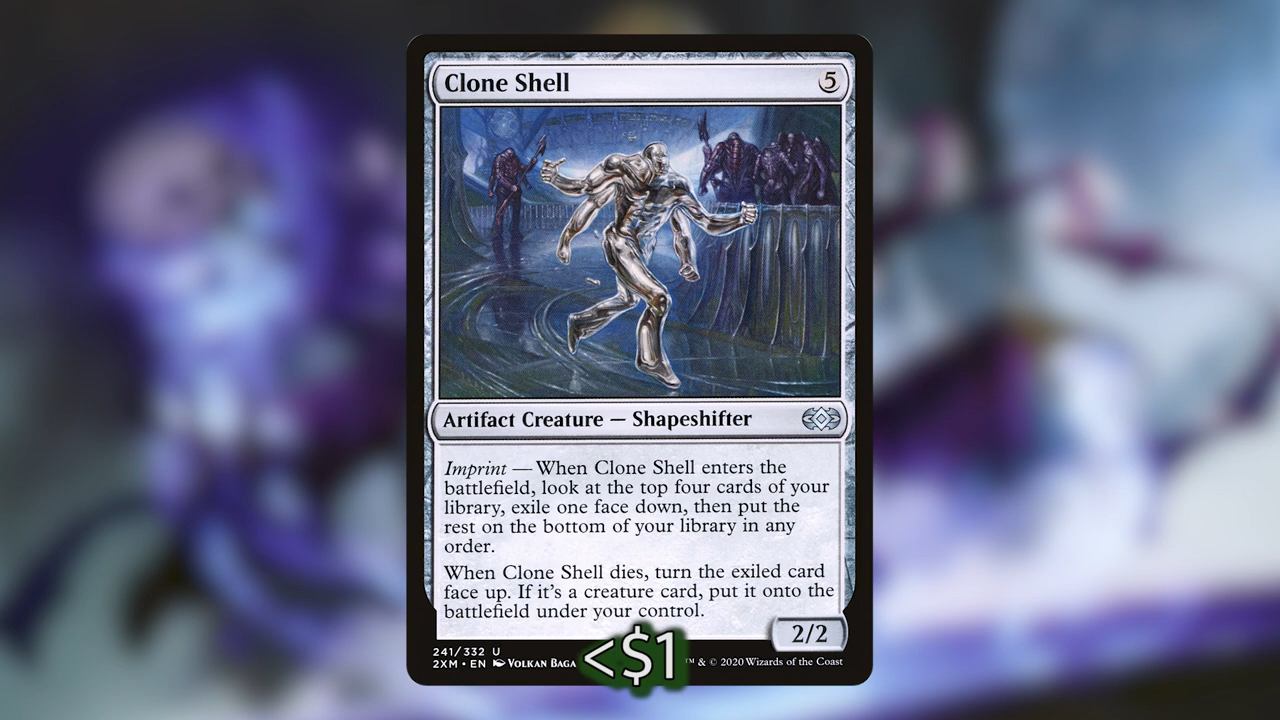 Clone Shell 5
Artifact Creature — Shapeshifter
Imprint — When Clone Shell enters the
battlefield, look at the top four cards of your
library, exile one face down, then put the
rest on the bottom of your library in any
order.
When Clone Shell dies, turn the exiled card
face up. If it's a creature card, put it onto the
battlefield under your control.
2/2
241/332 U
2XM • EN VOLKAN BAGA ™ & © 2020 Wizards of the Coast
<$1